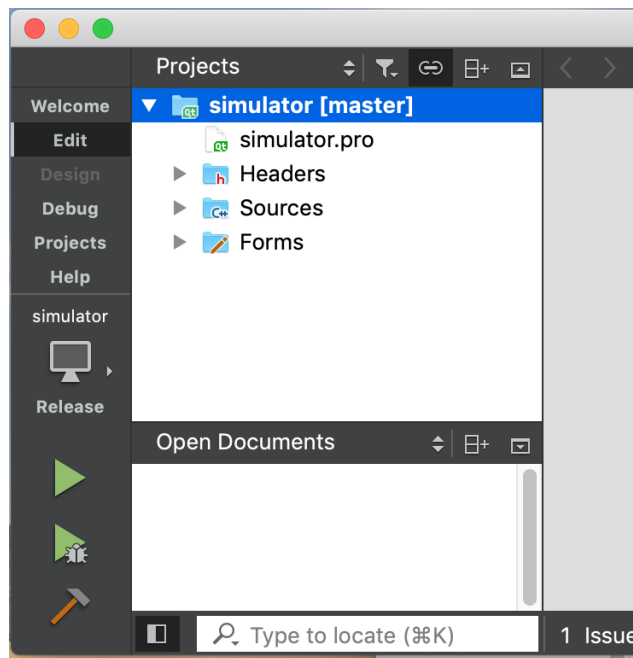 Projects
Welcome
simulator [master]
Edit
simulator.pro
Design
Headers
Debug
Sources
Projects
Forms
Help
simulator
Release
Open Documents
Type to locate (⌘K)
1 Issue